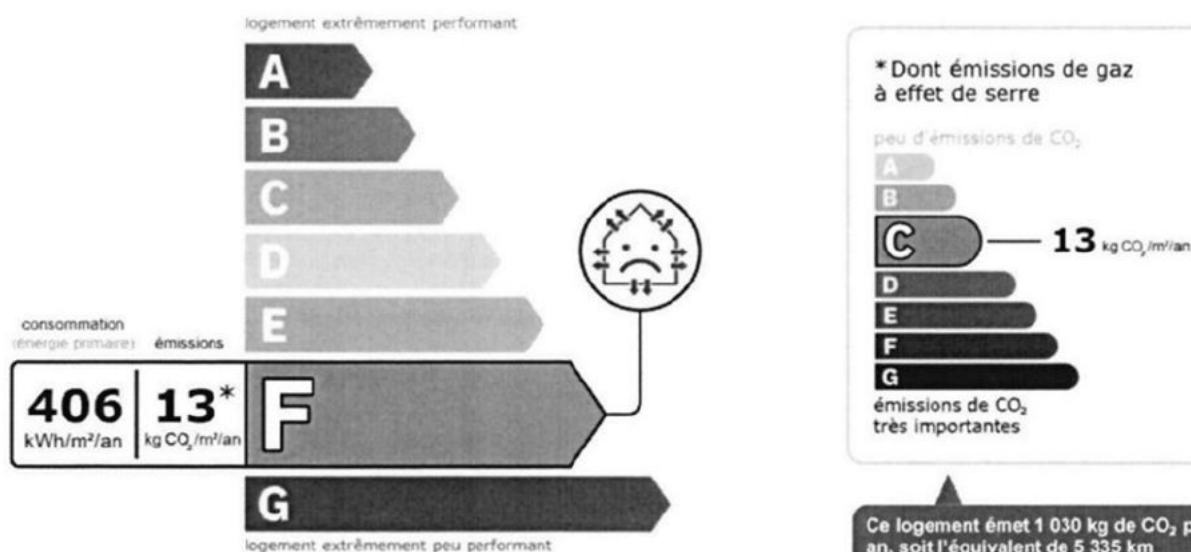 logement extrêmement performant
A
B
C
D
E
consommation
(énergie primaire)
émissions
406
kWh/m²/an
13*
kg CO₂/m²/an
F
G
logement extrêmement peu performant
* Dont émissions de gaz
à effet de serre
peu d'émissions de CO₂
A
B
C
13 kg CO₂/m²/an
D
E
F
G
émissions de CO₂
très importantes
Ce logement émet 1 030 kg de CO₂ p
an, soit l'équivalent de 5 335 km